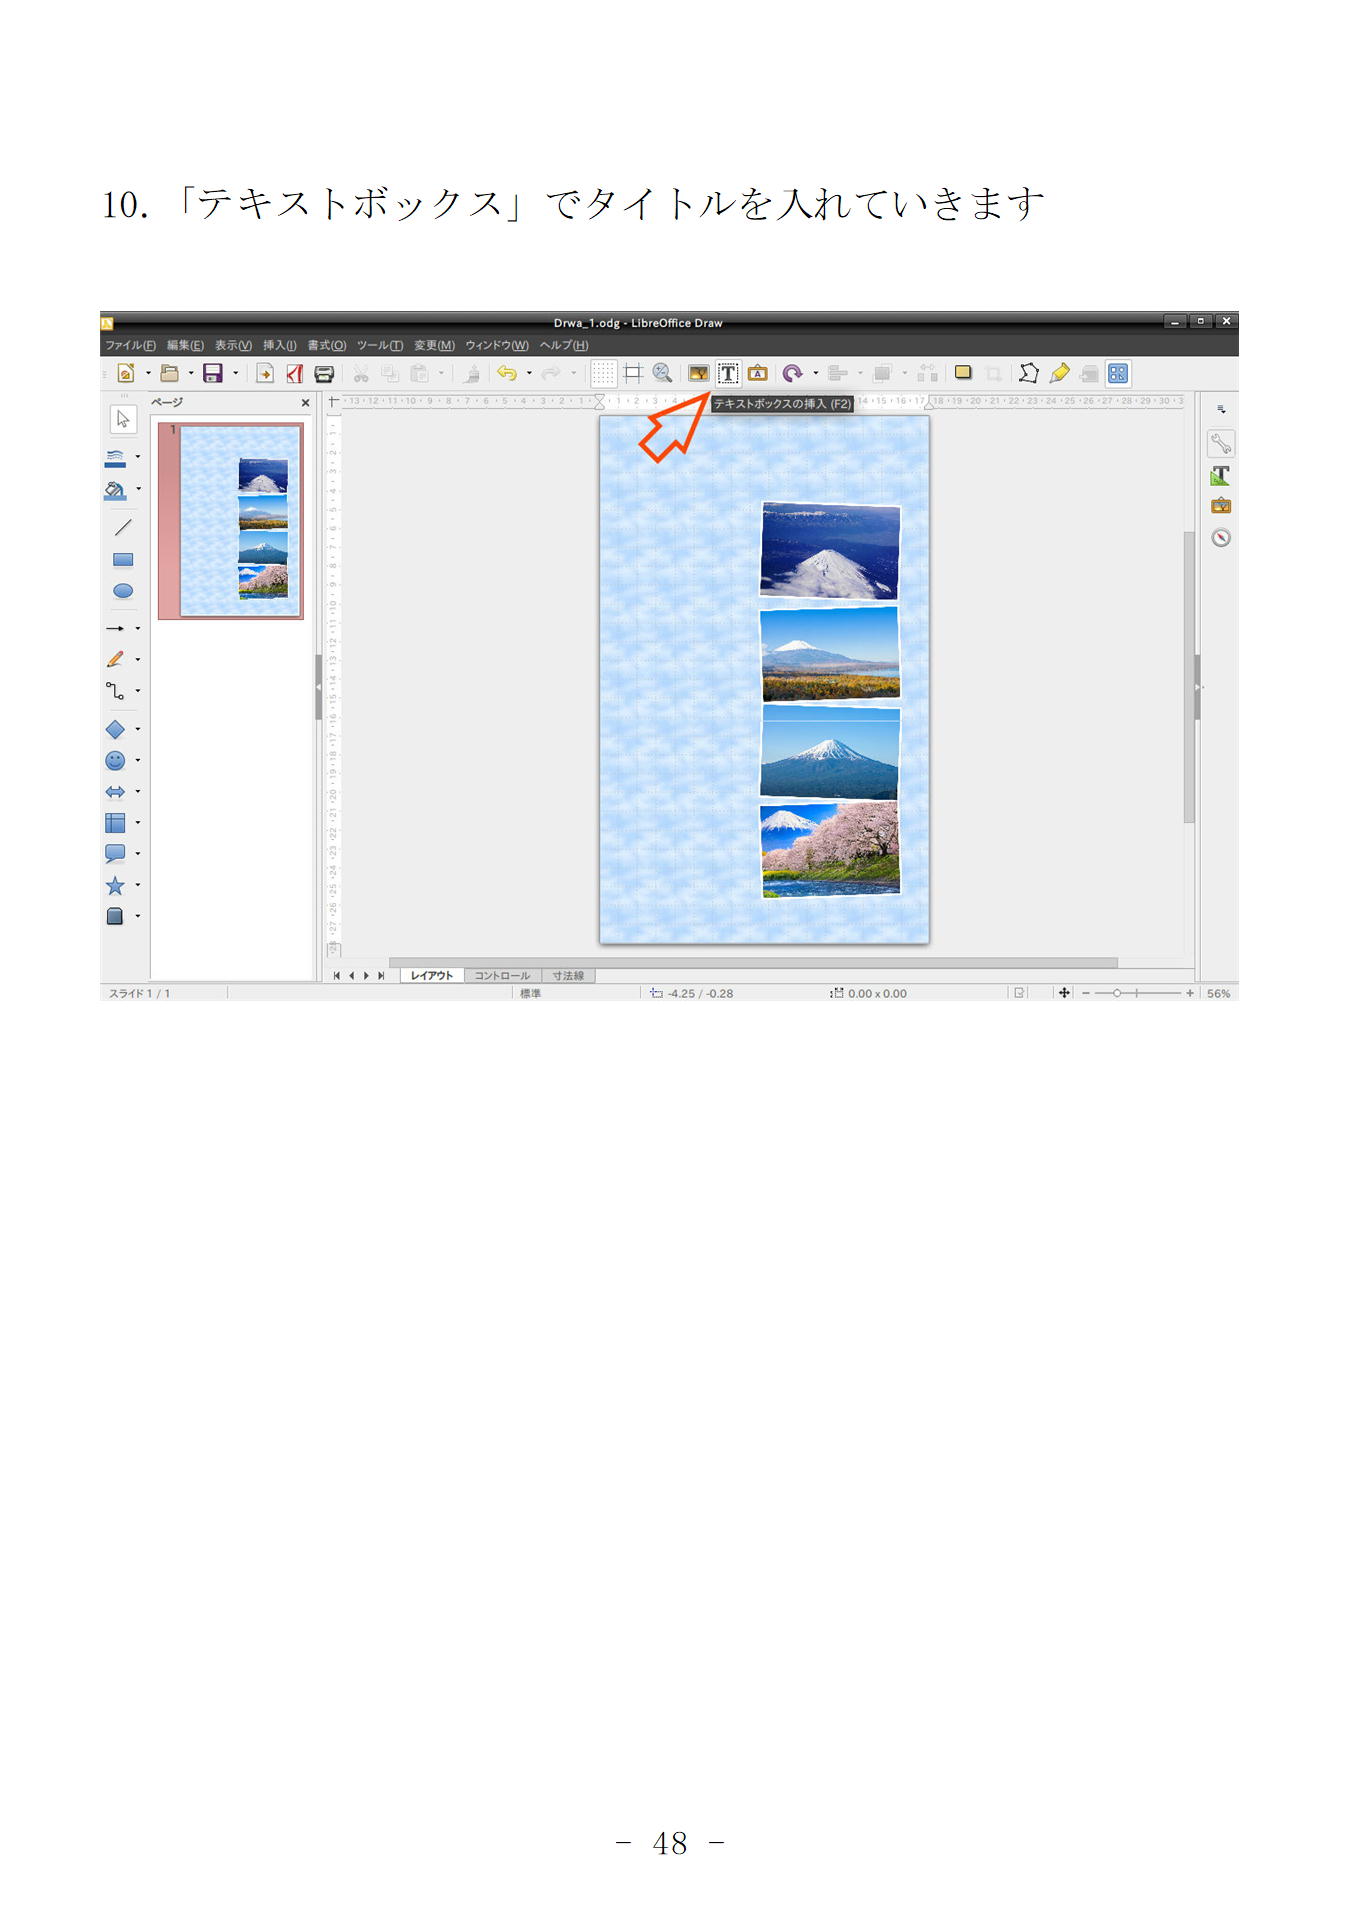 10. 「テキストボックス」でタイトルを入れていきます
Drwa_1.odg - LibreOffice Draw
ファイル(F) 編集(E) 表示(V) 挿入(I) 書式(O) ツール(T) 変更(M) ウィンドウ(W) ヘルプ(H)
ページ
テキストボックスの挿入 (F2)
1
レイアウト コントロール 寸法線
スライド 1 / 1 標準 -4.25 / -0.28 0.00 x 0.00 56%
- 48 -